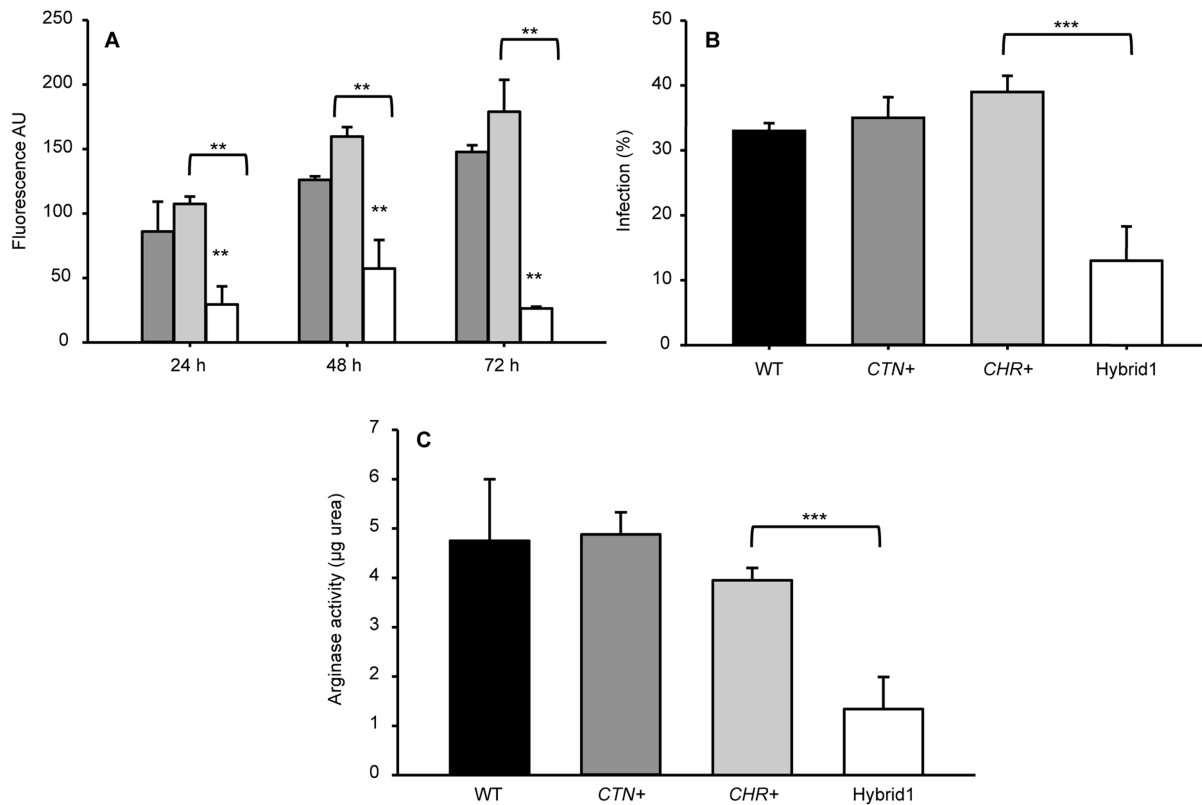 A
Fluorescence AU
250
200
150
100
50
0
**
**
**
**
**
**
24 h
48 h
72 h
B
Infection (%)
50
40
30
20
10
0
***
WT
CTN+
CHR+
Hybrid1
C
Arginase activity (µg urea)
7
6
5
4
3
2
1
0
***
WT
CTN+
CHR+
Hybrid1